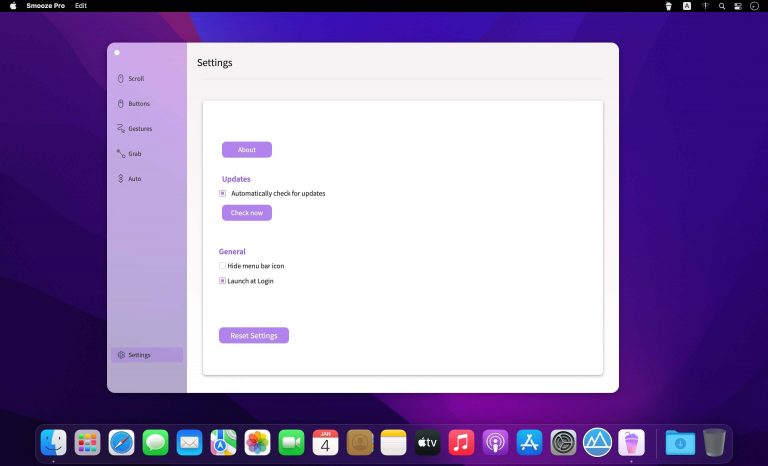 Smooze Pro Edit
A
Settings
Scroll
Buttons
Gestures
Grab
Auto
Settings
About
Updates
Automatically check for updates
Check now
General
Hide menu bar icon
Launch at Login
Reset Settings
JAN
4
tv